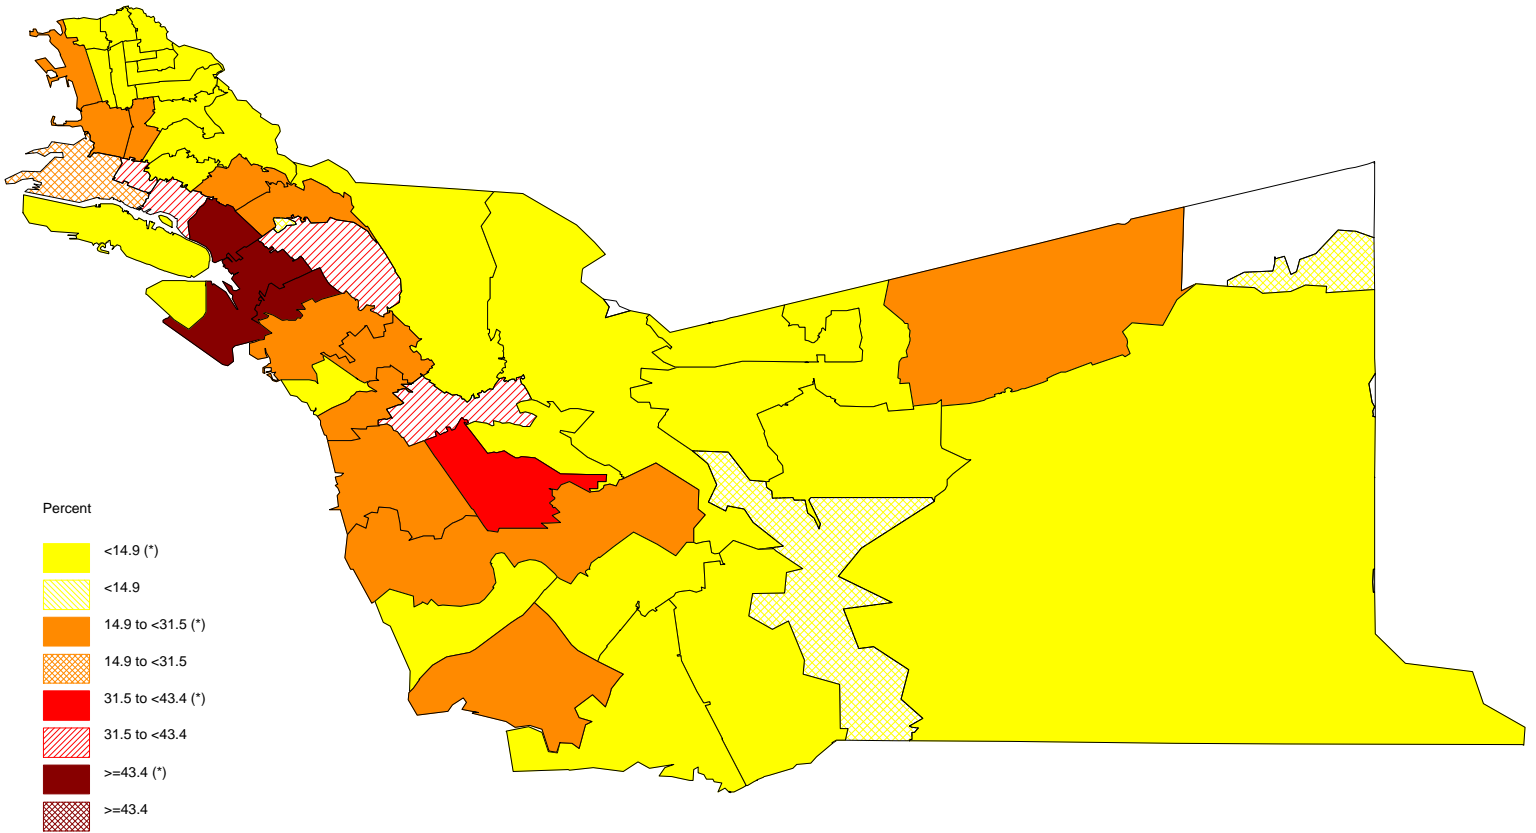 Percent
<14.9 (*)
<14.9
14.9 to <31.5 (*)
14.9 to <31.5
31.5 to <43.4 (*)
31.5 to <43.4
>=43.4 (*)
>=43.4